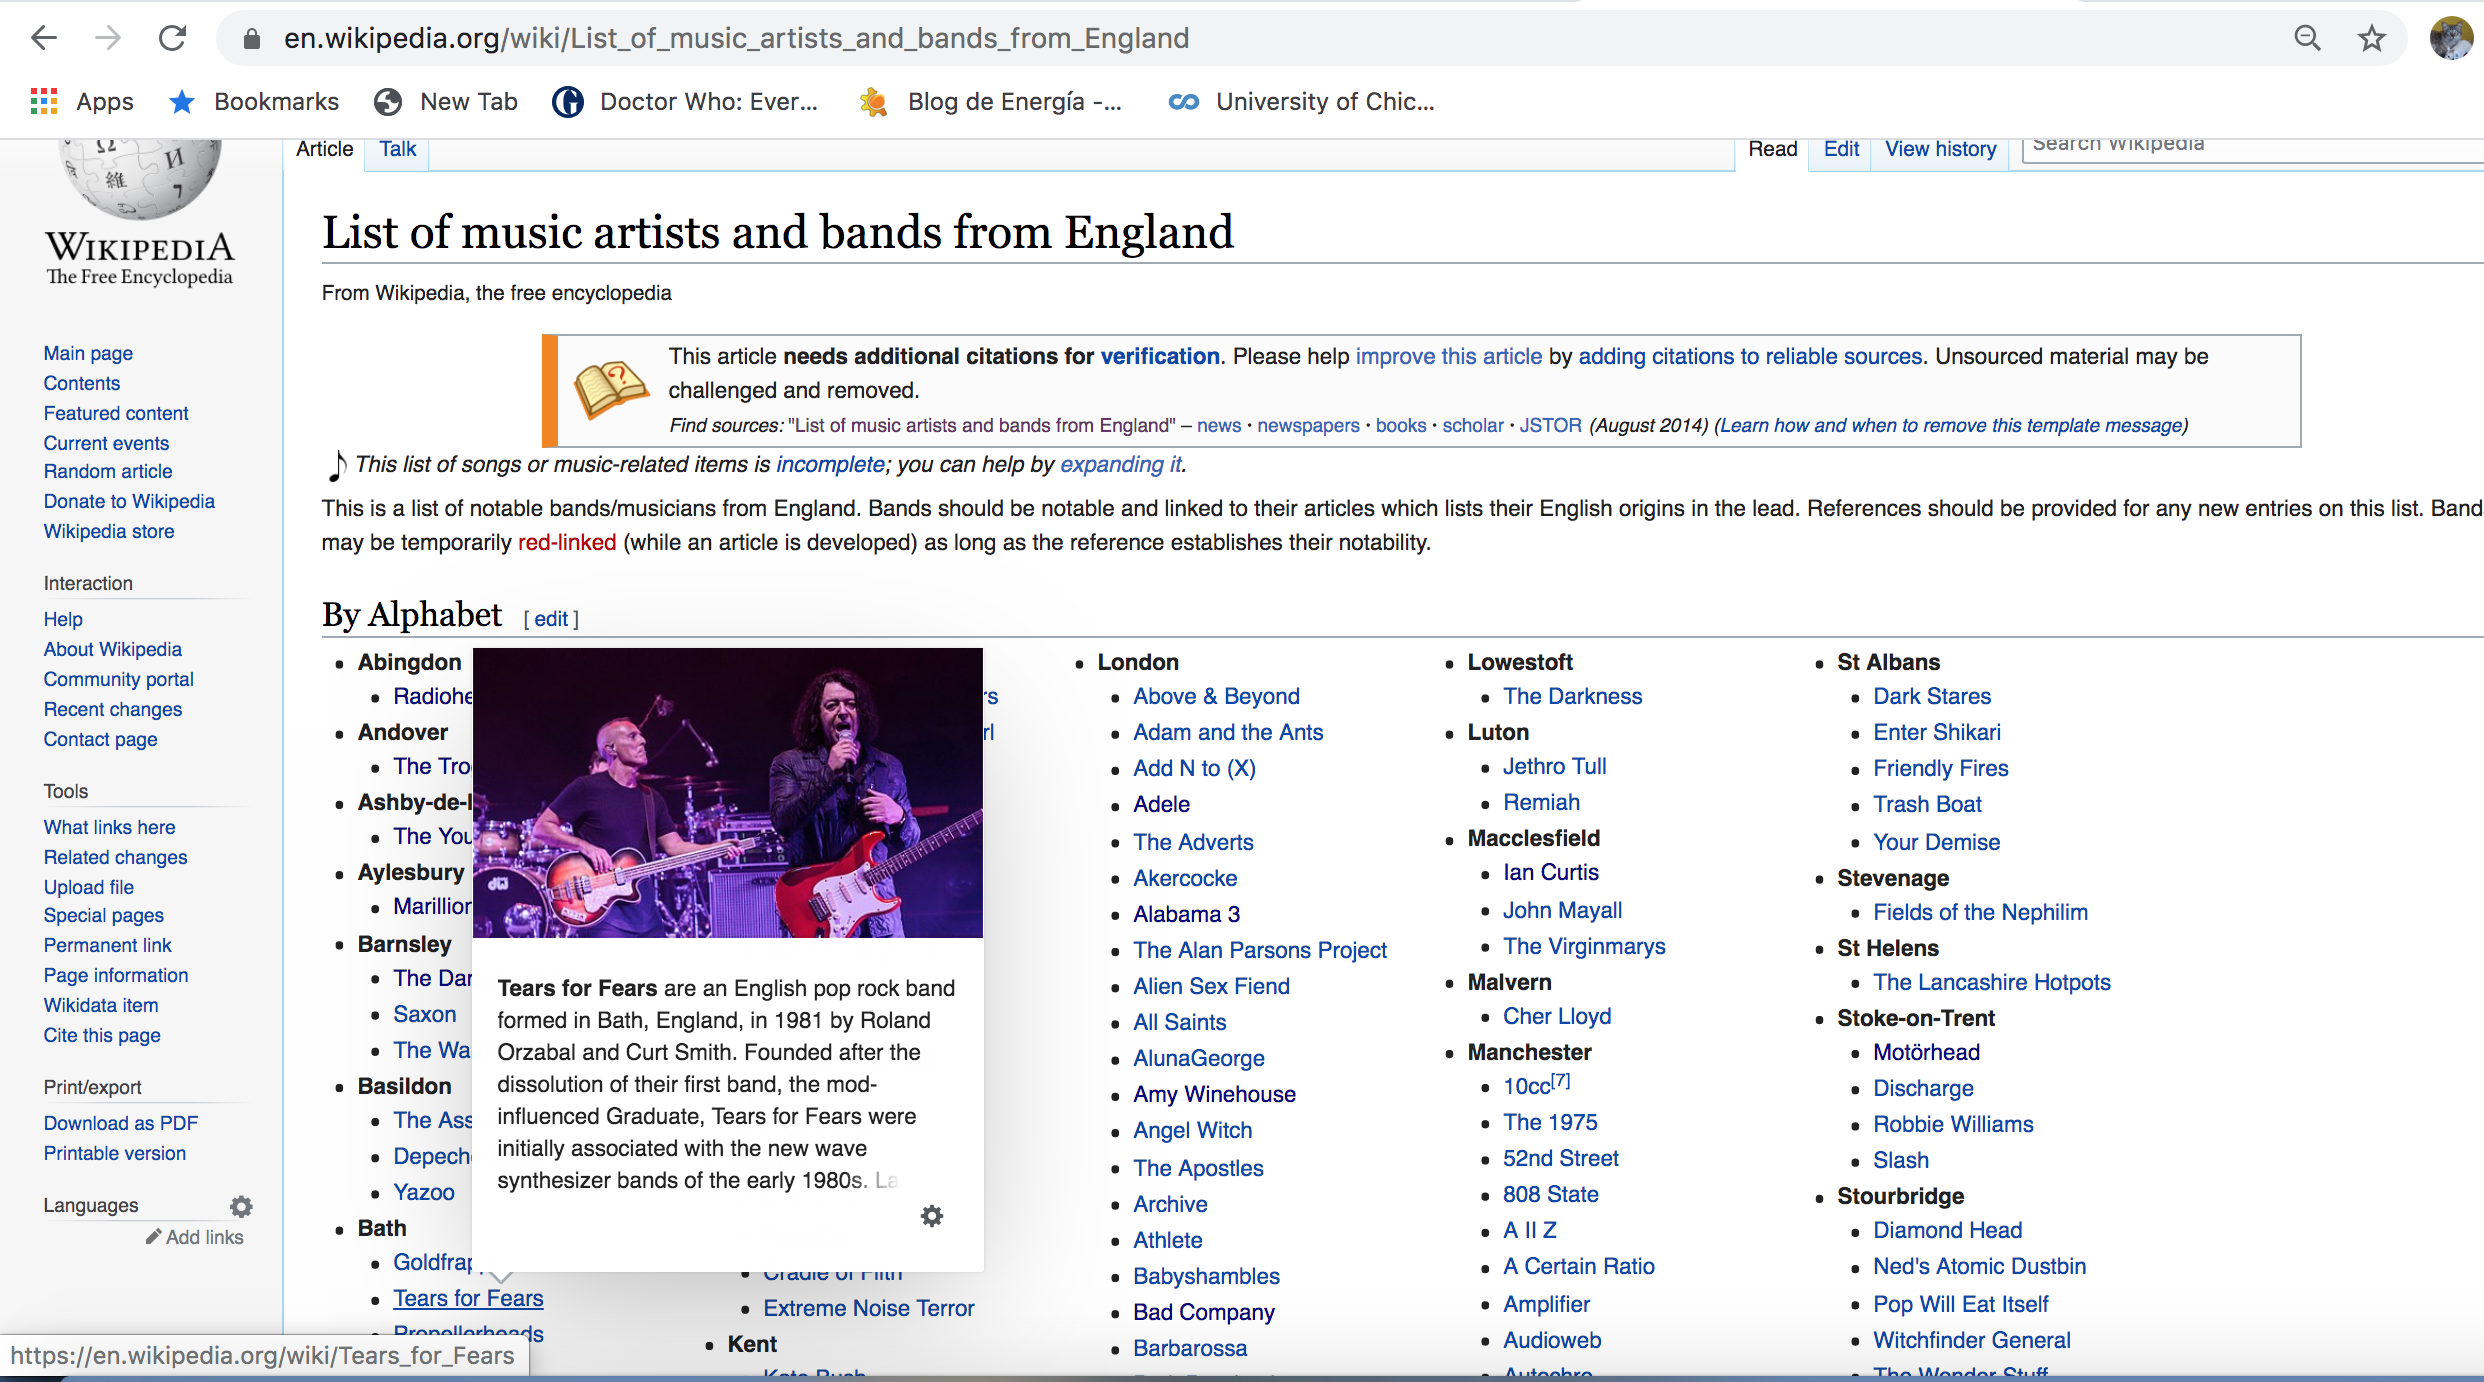 en.wikipedia.org/wiki/List_of_music_artists_and_bands_from_England
Apps
Bookmarks
New Tab
Doctor Who: Ever...
Blog de Energía -...
University of Chic...
WIKIPEDIA
The Free Encyclopedia
Main page
Contents
Featured content
Current events
Random article
Donate to Wikipedia
Wikipedia store
Interaction
Help
About Wikipedia
Community portal
Recent changes
Contact page
Tools
What links here
Related changes
Upload file
Special pages
Permanent link
Page information
Wikidata item
Cite this page
Print/export
Download as PDF
Printable version
Languages
Add links
Article
Talk
Read
Edit
View history
Search Wikipedia
List of music artists and bands from England
From Wikipedia, the free encyclopedia
This article needs additional citations for verification. Please help improve this article by adding citations to reliable sources. Unsourced material may be
challenged and removed.
Find sources: "List of music artists and bands from England" – news · newspapers · books · scholar · JSTOR (August 2014) (Learn how and when to remove this template message)
This list of songs or music-related items is incomplete; you can help by expanding it.
This is a list of notable bands/musicians from England. Bands should be notable and linked to their articles which lists their English origins in the lead. References should be provided for any new entries on this list. Band
may be temporarily red-linked (while an article is developed) as long as the reference establishes their notability.
By Alphabet [ edit ]
Abingdon
Radiohe
Andover
The Tro
Ashby-de-l
The You
Aylesbury
Marillior
Barnsley
The Dar
Saxon
The Wa
Basildon
The Ass
Depech
Yazoo
Bath
Goldfrap
Tears for Fears
Propellerheads
Tears for Fears are an English pop rock band
formed in Bath, England, in 1981 by Roland
Orzabal and Curt Smith. Founded after the
dissolution of their first band, the mod-
influenced Graduate, Tears for Fears were
initially associated with the new wave
synthesizer bands of the early 1980s. La
rs
rl
Cradle of Filth
Extreme Noise Terror
Kent
Kate Bush
London
Above & Beyond
Adam and the Ants
Add N to (X)
Adele
The Adverts
Akercocke
Alabama 3
The Alan Parsons Project
Alien Sex Fiend
All Saints
AlunaGeorge
Amy Winehouse
Angel Witch
The Apostles
Archive
Athlete
Babyshambles
Bad Company
Barbarossa
Lowestoft
The Darkness
Luton
Jethro Tull
Remiah
Macclesfield
Ian Curtis
John Mayall
The Virginmarys
Malvern
Cher Lloyd
Manchester
10cc[7]
The 1975
52nd Street
808 State
A II Z
A Certain Ratio
Amplifier
Audioweb
Autechre
St Albans
Dark Stares
Enter Shikari
Friendly Fires
Trash Boat
Your Demise
Stevenage
Fields of the Nephilim
St Helens
The Lancashire Hotpots
Stoke-on-Trent
Motörhead
Discharge
Robbie Williams
Slash
Stourbridge
Diamond Head
Ned's Atomic Dustbin
Pop Will Eat Itself
Witchfinder General
The Wonder Stuff
https://en.wikipedia.org/wiki/Tears_for_Fears